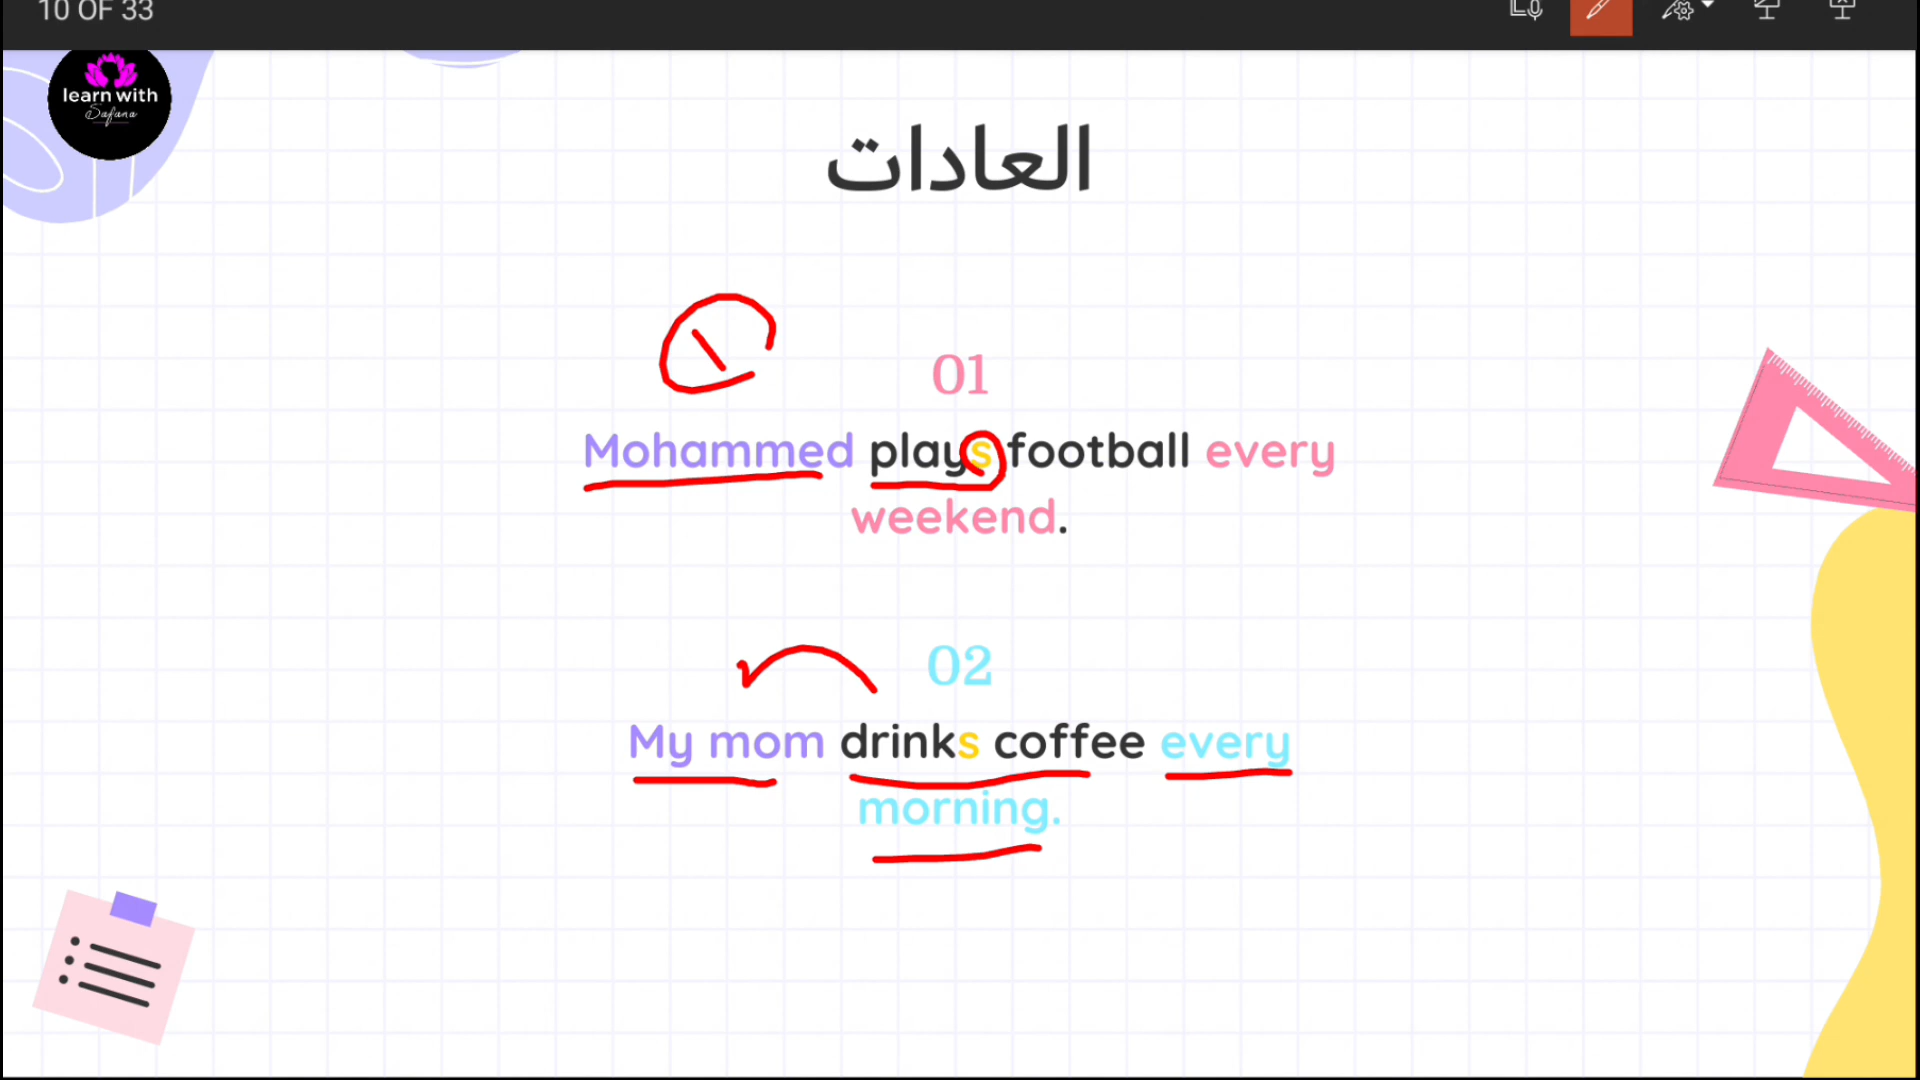 10 OF 33
learn with
Safana
العادات
01
Mohammed plays football every
weekend.
02
My mom drinks coffee every
morning.